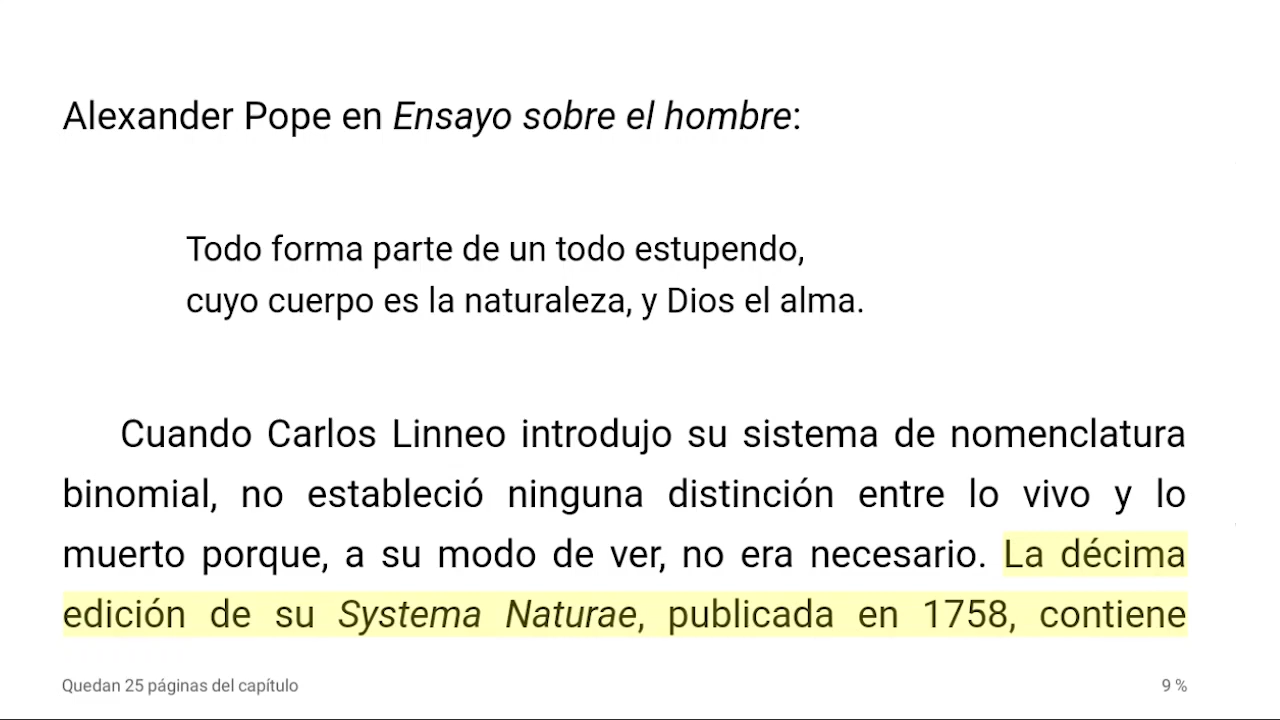 Alexander Pope en Ensayo sobre el hombre:
Todo forma parte de un todo estupendo,
cuyo cuerpo es la naturaleza, y Dios el alma.
Cuando Carlos Linneo introdujo su sistema de nomenclatura
binomial, no estableció ninguna distinción entre lo vivo y lo
muerto porque, a su modo de ver, no era necesario. La décima
edición de su Systema Naturae, publicada en 1758, contiene
Quedan 25 páginas del capítulo
9 %